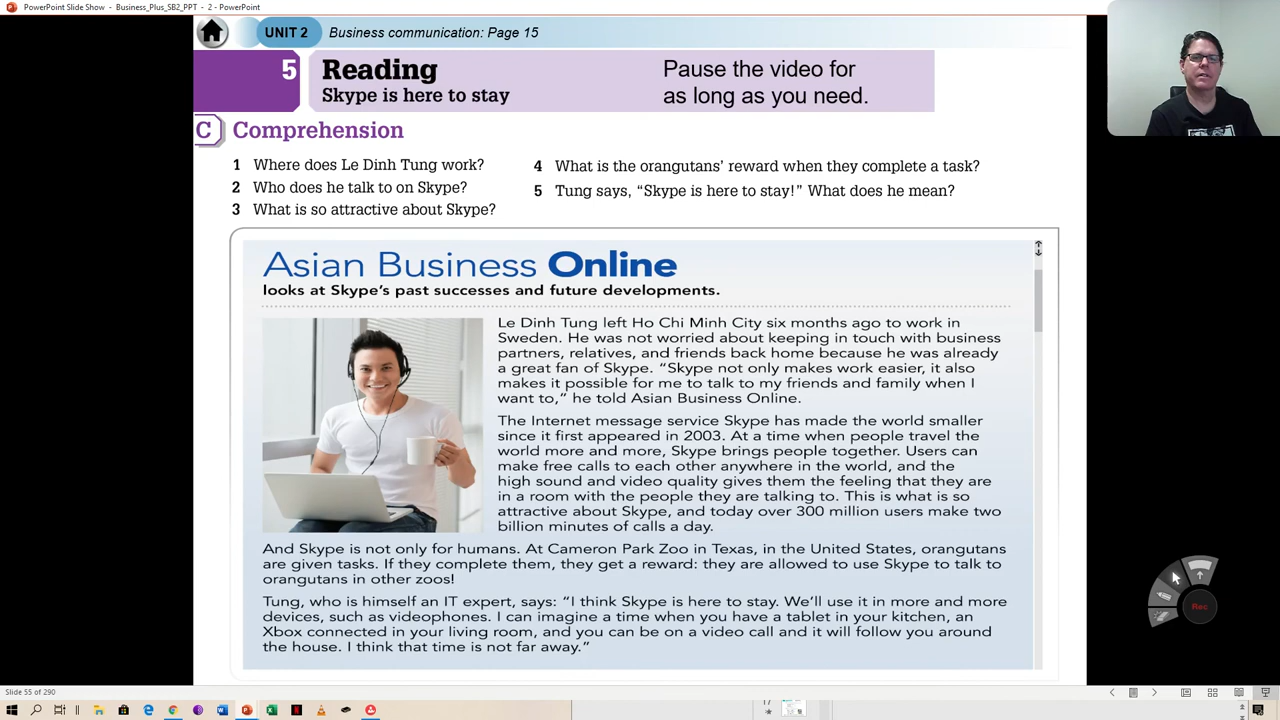 PowerPoint Slide Show - Business_Plus_SB2_PPT - 2 - PowerPoint
UNIT 2
Business communication: Page 15
5
Reading
Skype is here to stay
Pause the video for
as long as you need.
C Comprehension
1 Where does Le Dinh Tung work?
2 Who does he talk to on Skype?
3 What is so attractive about Skype?
4 What is the orangutans' reward when they complete a task?
5 Tung says, “Skype is here to stay!” What does he mean?
Asian Business Online
looks at Skype's past successes and future developments.
Le Dinh Tung left Ho Chi Minh City six months ago to work in
Sweden. He was not worried about keeping in touch with business
partners, relatives, and friends back home because he was already
a great fan of Skype. “Skype not only makes work easier, it also
makes it possible for me to talk to my friends and family when I
want to,” he told Asian Business Online.
The Internet message service Skype has made the world smaller
since it first appeared in 2003. At a time when people travel the
world more and more, Skype brings people together. Users can
make free calls to each other anywhere in the world, and the
high sound and video quality gives them the feeling that they are
in a room with the people they are talking to. This is what is so
attractive about Skype, and today over 300 million users make two
billion minutes of calls a day.
And Skype is not only for humans. At Cameron Park Zoo in Texas, in the United States, orangutans
are given tasks. If they complete them, they get a reward: they are allowed to use Skype to talk to
orangutans in other zoos!
Tung, who is himself an IT expert, says: “I think Skype is here to stay. We'll use it in more and more
devices, such as videophones. I can imagine a time when you have a tablet in your kitchen, an
Xbox connected in your living room, and you can be on a video call and it will follow you around
the house. I think that time is not far away.”
Rec
Slide 55 of 290